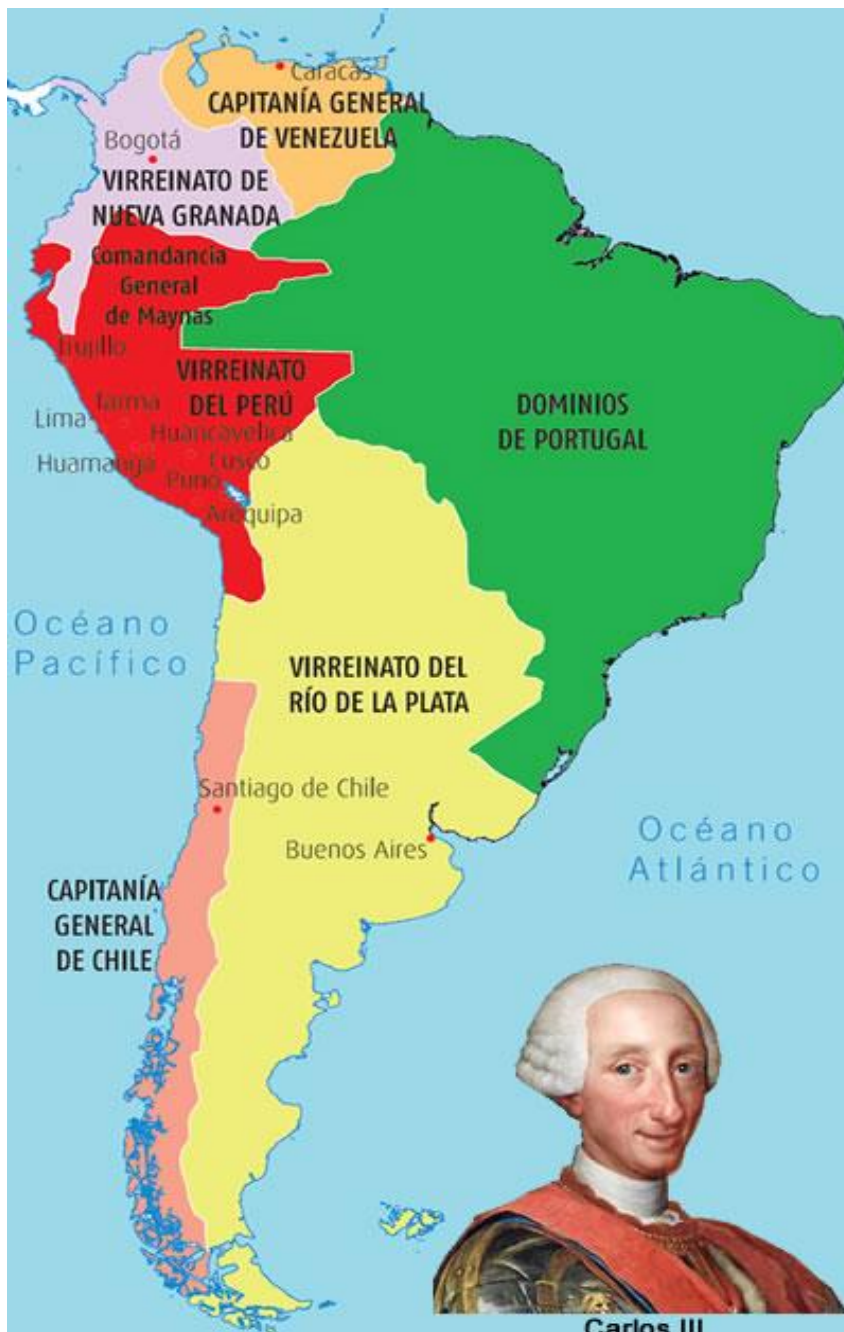 Caracas
CAPITANÍA GENERAL
DE VENEZUELA
Bogotá
VIRREINATO DE
NUEVA GRANADA
Comandancia
General
de Maynas
Trujillo
VIRREINATO
DEL PERÚ
Tarma
Lima
Huancavelica
Huamanga
Cusco
Puno
Arequipa
DOMINIOS
DE PORTUGAL
Océano
Pacífico
VIRREINATO DEL
RÍO DE LA PLATA
Santiago de Chile
Buenos Aires
Océano
Atlántico
CAPITANÍA
GENERAL
DE CHILE
Carlos III